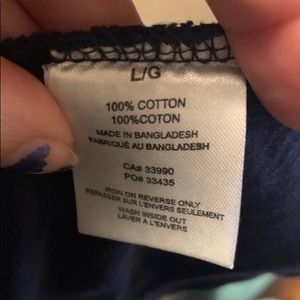 L/G
100% COTTON
100%COTON
MADE IN BANGLADESH
FABRIQUÉ AU BANGLADESH
CA# 33990
PO# 33435
IRON ON REVERSE ONLY
REPASSER SUR L'ENVERS SEULEMENT
WASH INSIDE OUT
LAVER A L'ENVERS